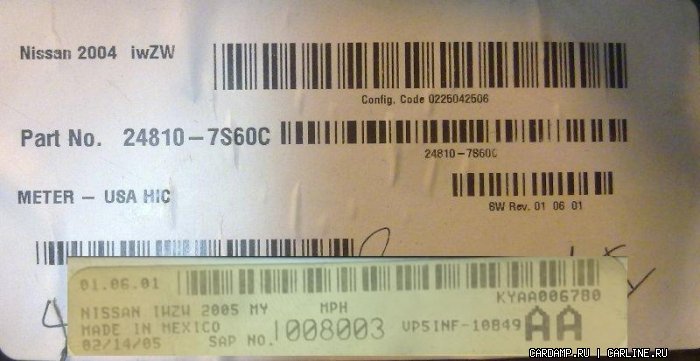 Nissan 2004 iwZW
Config. Code 0225042506
Part No. 24810-7S60C
24810-7S60C
METER - USA HIC
SW Rev. 01 06 01
01.06.01
KYAA006780
NISSAN IWZW 2005 MY MPH
MADE IN MEXICO
02/14/05 SAP NO. 1008003 VP5INF-10849 AA
CARDAMP.RU | CARLINE.RU